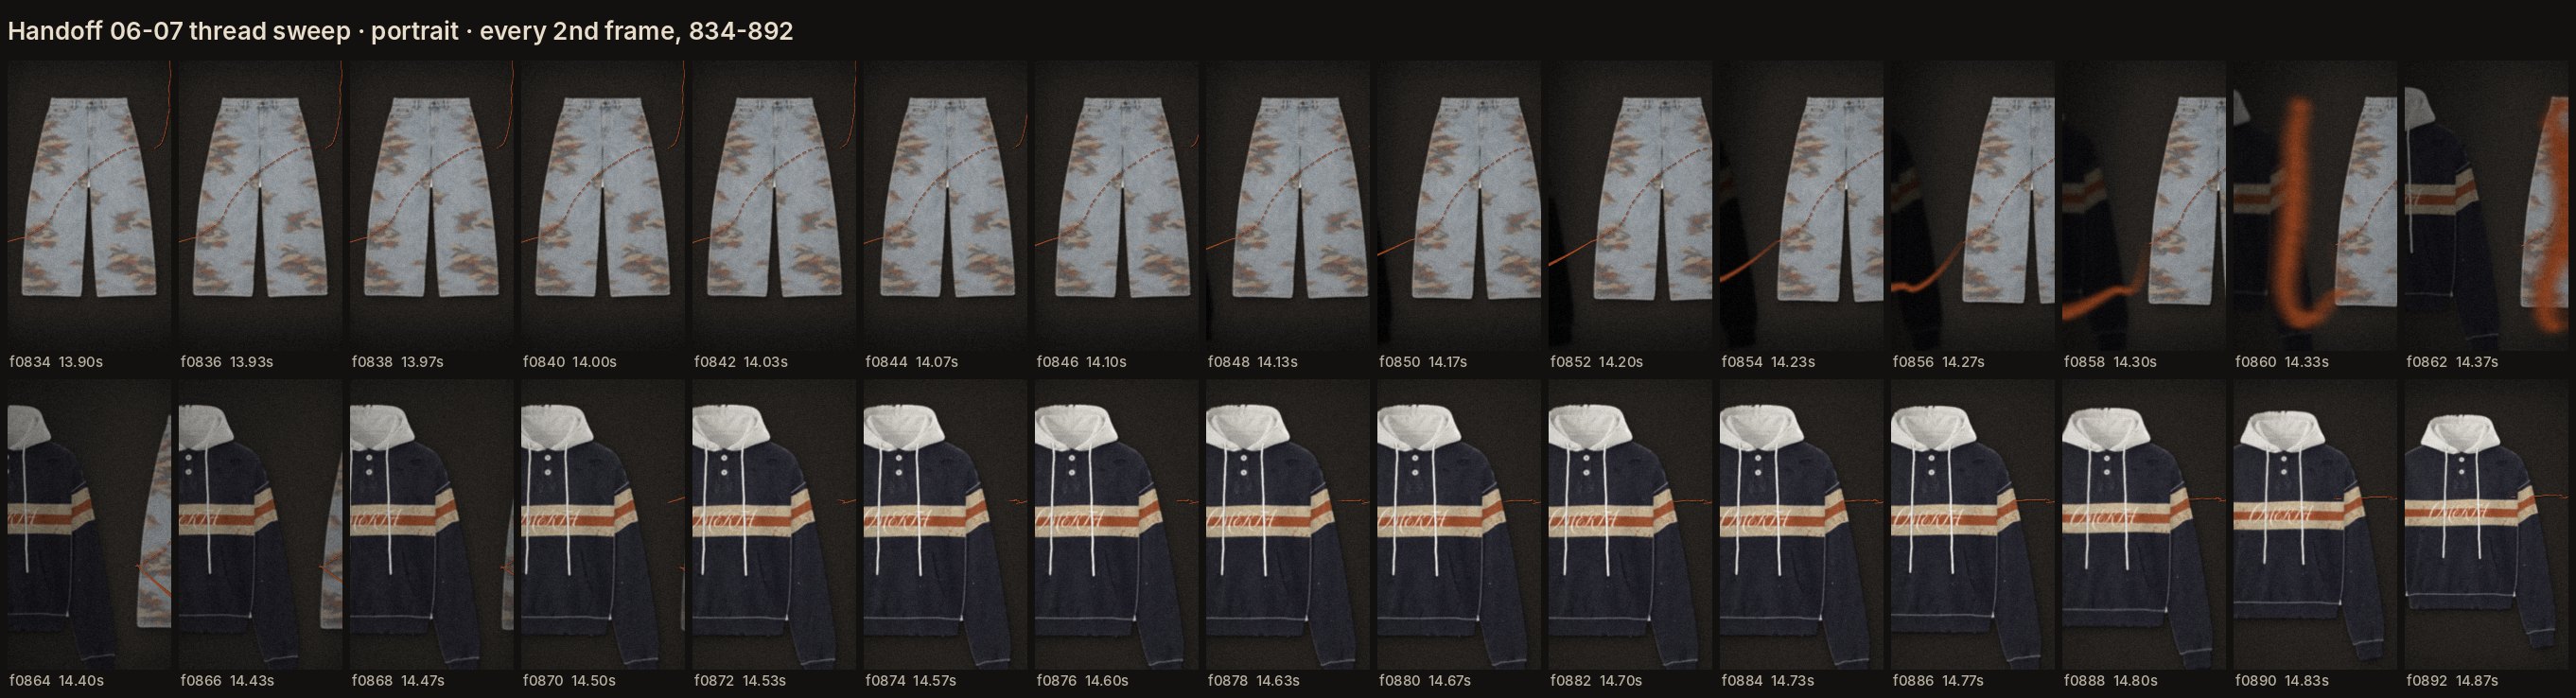 Handoff 06-07 thread sweep · portrait · every 2nd frame, 834-892
f0834 13.90s
f0836 13.93s
f0838 13.97s
f0840 14.00s
f0842 14.03s
f0844 14.07s
f0846 14.10s
f0848 14.13s
f0850 14.17s
f0852 14.20s
f0854 14.23s
f0856 14.27s
f0858 14.30s
f0860 14.33s
f0862 14.37s
f0864 14.40s
f0866 14.43s
f0868 14.47s
f0870 14.50s
f0872 14.53s
f0874 14.57s
f0876 14.60s
f0878 14.63s
f0880 14.67s
f0882 14.70s
f0884 14.73s
f0886 14.77s
f0888 14.80s
f0890 14.83s
f0892 14.87s